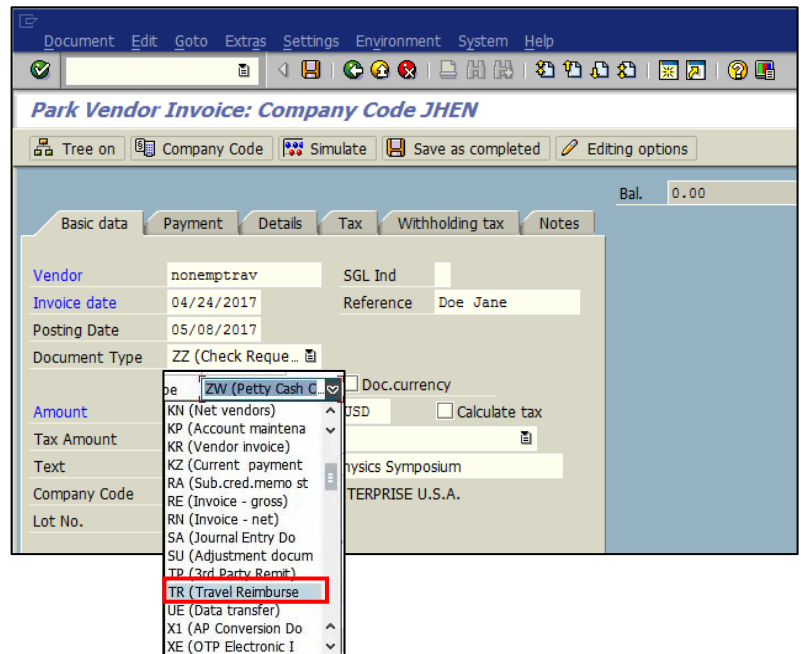 Document Edit Goto Extras Settings Environment System Help
Park Vendor Invoice: Company Code JHEN
Tree on Company Code Simulate Save as completed Editing options
Bal. 0.00
Basic data Payment Details Tax Withholding tax Notes
Vendor nonemptrav SGL Ind
Invoice date 04/24/2017 Reference Doe Jane
Posting Date 05/08/2017
Document Type ZZ (Check Reque...
pe ZW (Petty Cash C... Doc.currency
Amount KN (Net vendors) USD Calculate tax
KP (Account maintena
Tax Amount KR (Vendor invoice)
Text KZ (Current payment hysics Symposium
RA (Sub.cred.memo st
Company Code RE (Invoice - gross) TERPRISE U.S.A.
Lot No. RN (Invoice - net)
SA (Journal Entry Do
SU (Adjustment docum
TP (3rd Party Remit)
TR (Travel Reimburse
UE (Data transfer)
X1 (AP Conversion Do
XE (OTP Electronic I